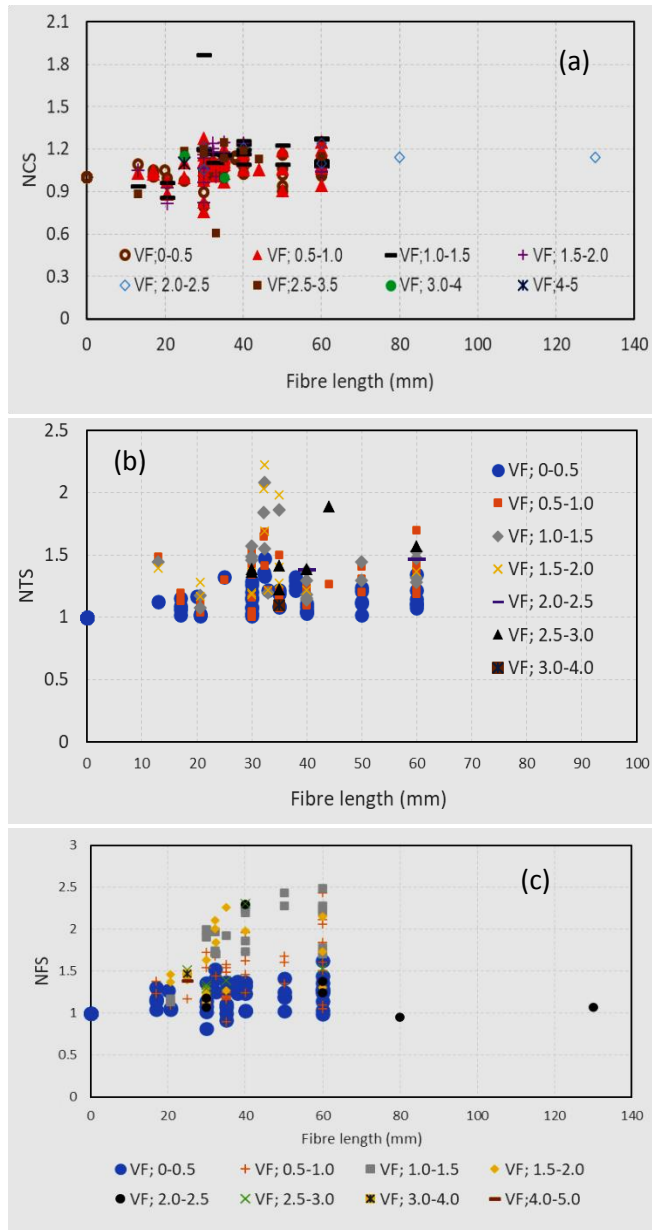 2.1
(a)
1.8
1.5
1.2
NCS
0.9
0.6
VF;0-0.5 VF; 0.5-1.0 VF; 1.0-1.5 VF; 1.5-2.0
0.3
VF; 2.0-2.5 VF;2.5-3.5 VF; 3.0-4 VF;4-5
0
0 20 40 60 80 100 120 140
Fibre length (mm)
2.5
(b)
VF; 0-0.5
2
VF; 0.5-1.0
VF; 1.0-1.5
1.5
VF; 1.5-2.0
NTS
VF; 2.0-2.5
1
VF; 2.5-3.0
VF; 3.0-4.0
0.5
0
0 10 20 30 40 50 60 70 80 90 100
Fibre length (mm)
3
(c)
2.5
2
NFS
1.5
1
0.5
0
0 20 40 60 80 100 120 140
Fibre length (mm)
VF; 0-0.5 VF; 0.5-1.0 VF; 1.0-1.5 VF; 1.5-2.0
VF; 2.0-2.5 VF; 2.5-3.0 VF; 3.0-4.0 VF;4.0-5.0